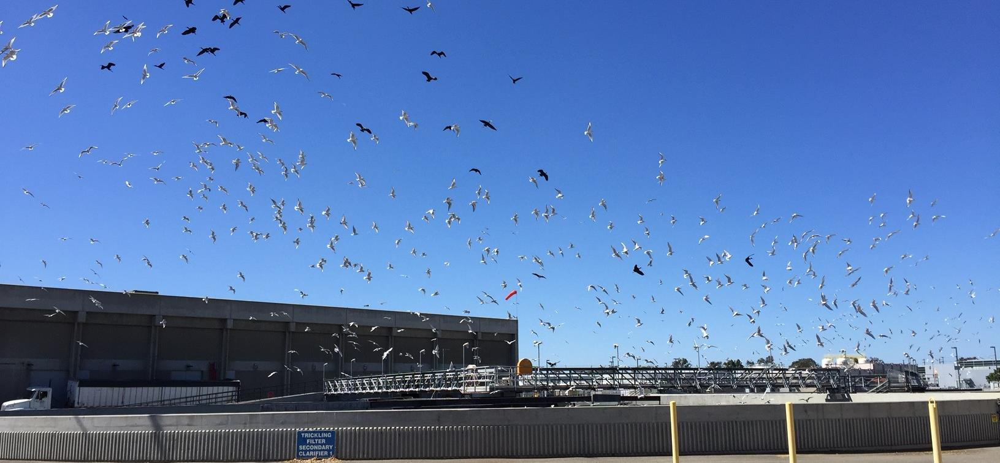 TRICKLING
FILTER
SECONDARY
CLARIFIER 1